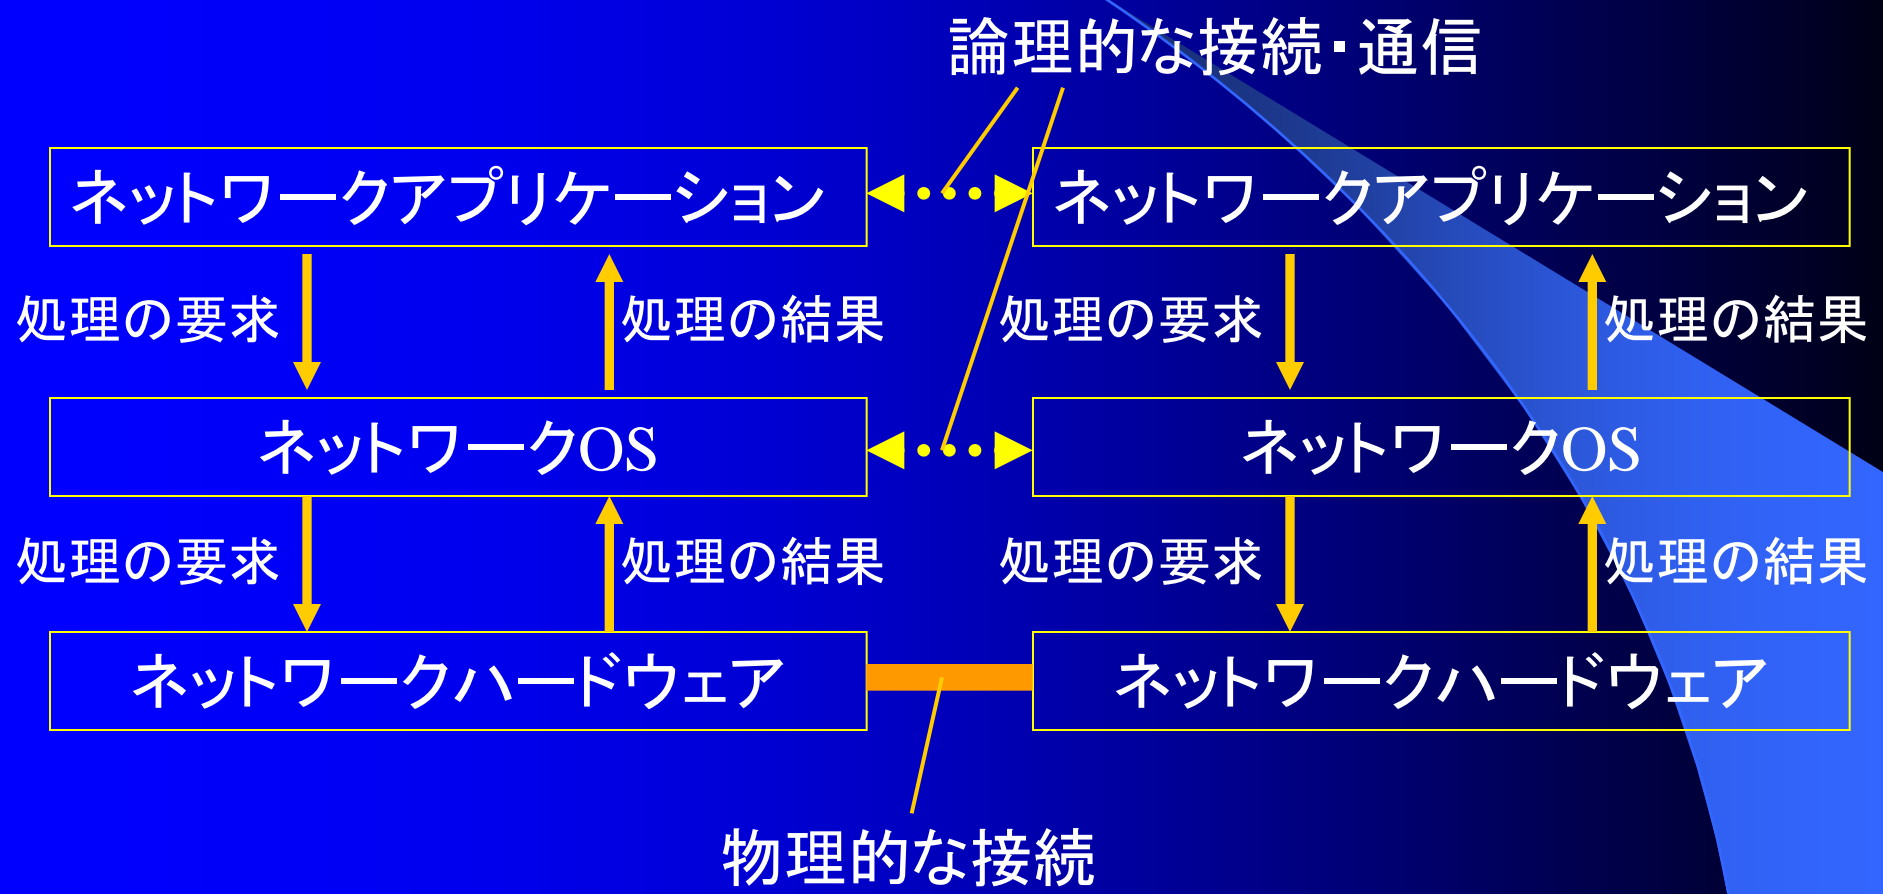 論理的な接続・通信
ネットワークアプリケーション
ネットワークアプリケーション
処理の要求
処理の結果
処理の要求
処理の結果
ネットワークOS
ネットワークOS
処理の要求
処理の結果
処理の要求
処理の結果
ネットワークハードウェア
ネットワークハードウェア
物理的な接続